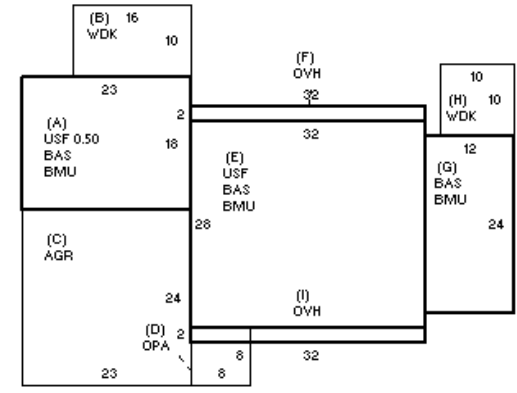 (B) 16
WDK
10
(F)
OVH
32
10
(H) 10
WDK
23
2
(A)
USF 0.50
BAS
BMU
18
32
(E)
USF
BAS
BMU
12
(G)
BAS
BMU
28
24
(C)
AGR
24
(I)
OVH
(D) 2
OPA
8
32
23
8